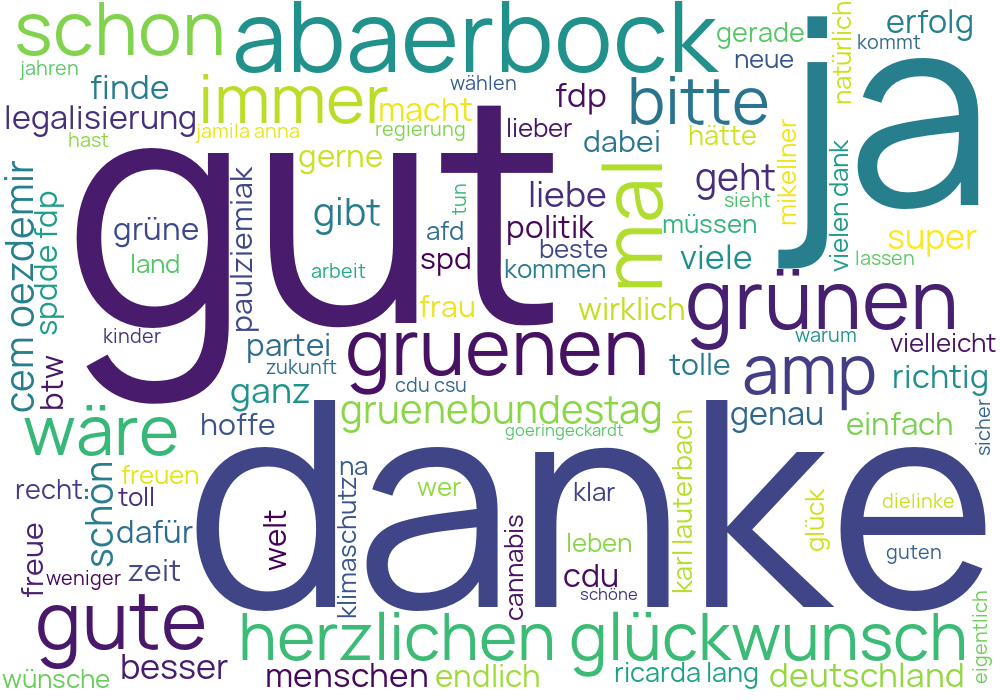 schon
abaerbock
ja
gerade
erfolg
natürlich
kommt
neue
jahren
finde
immer
macht
wählen
fdp
bitte
legalisierung
jamila anna
regierung
lieber
dabei
hätte
hast
gerne
gut
geht
mikellner
vielen dank
cem oezdemir
spdde fdp
grüne
paulziemiak
gibt
afd
tun
liebe
mal
sieht
politik
müssen
super
land
spd
beste
kommen
viele
lassen
arbeit
frau
wirklich
grünen
kinder
partei
gruenen
warum
vielleicht
btw
zukunft
cdu csu
tolle
amp
richtig
ganz
wäre
hoffe
gruenebundestag
genau
einfach
goeringeckardt
sicher
danke
recht
schön
freuen
toll
na
klimaschutz
wer
klar
karl lauterbach
glück
dielinke
freue
dafür
welt
cannabis
leben
guten
weniger
zeit
cdu
schöne
gute
herzlichen glückwunsch
eigentlich
wünsche
besser
menschen
endlich
ricarda lang
deutschland